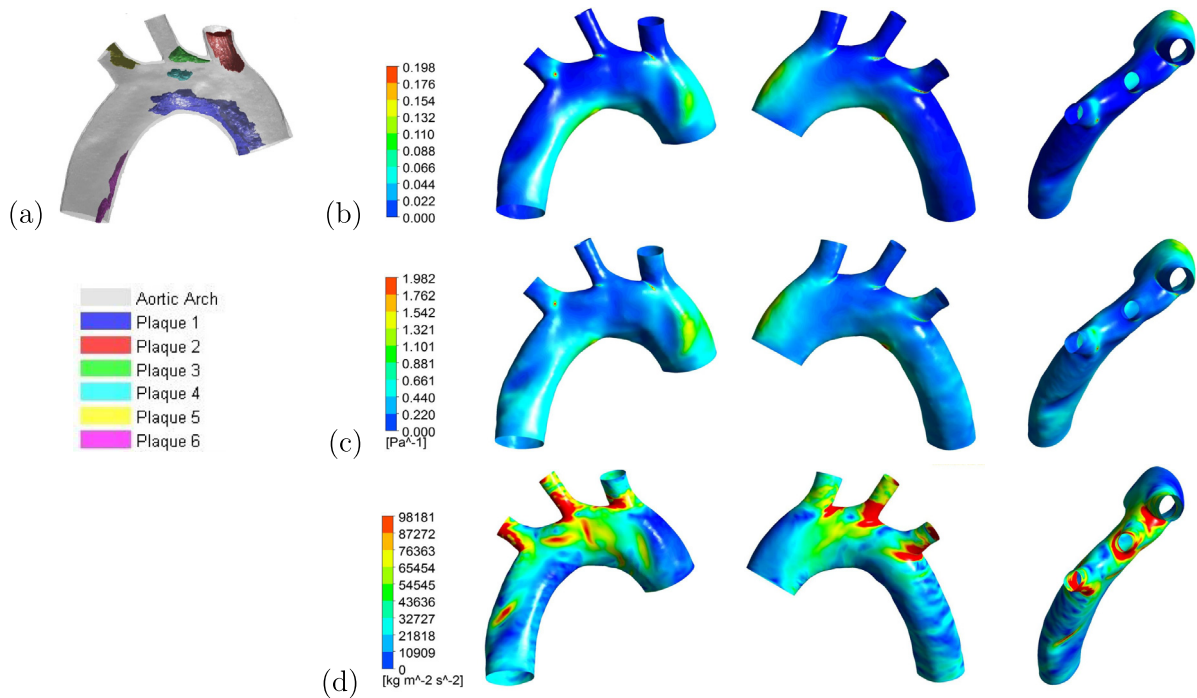 (a)
Aortic Arch
Plaque 1
Plaque 2
Plaque 3
Plaque 4
Plaque 5
Plaque 6
(b)
0.198
0.176
0.154
0.132
0.110
0.088
0.066
0.044
0.022
0.000
(c)
1.982
1.762
1.542
1.321
1.101
0.881
0.661
0.440
0.220
0.000
[Pa^-1]
(d)
98181
87272
76363
65454
54545
43636
32727
21818
10909
0
[kg m^-2 s^-2]